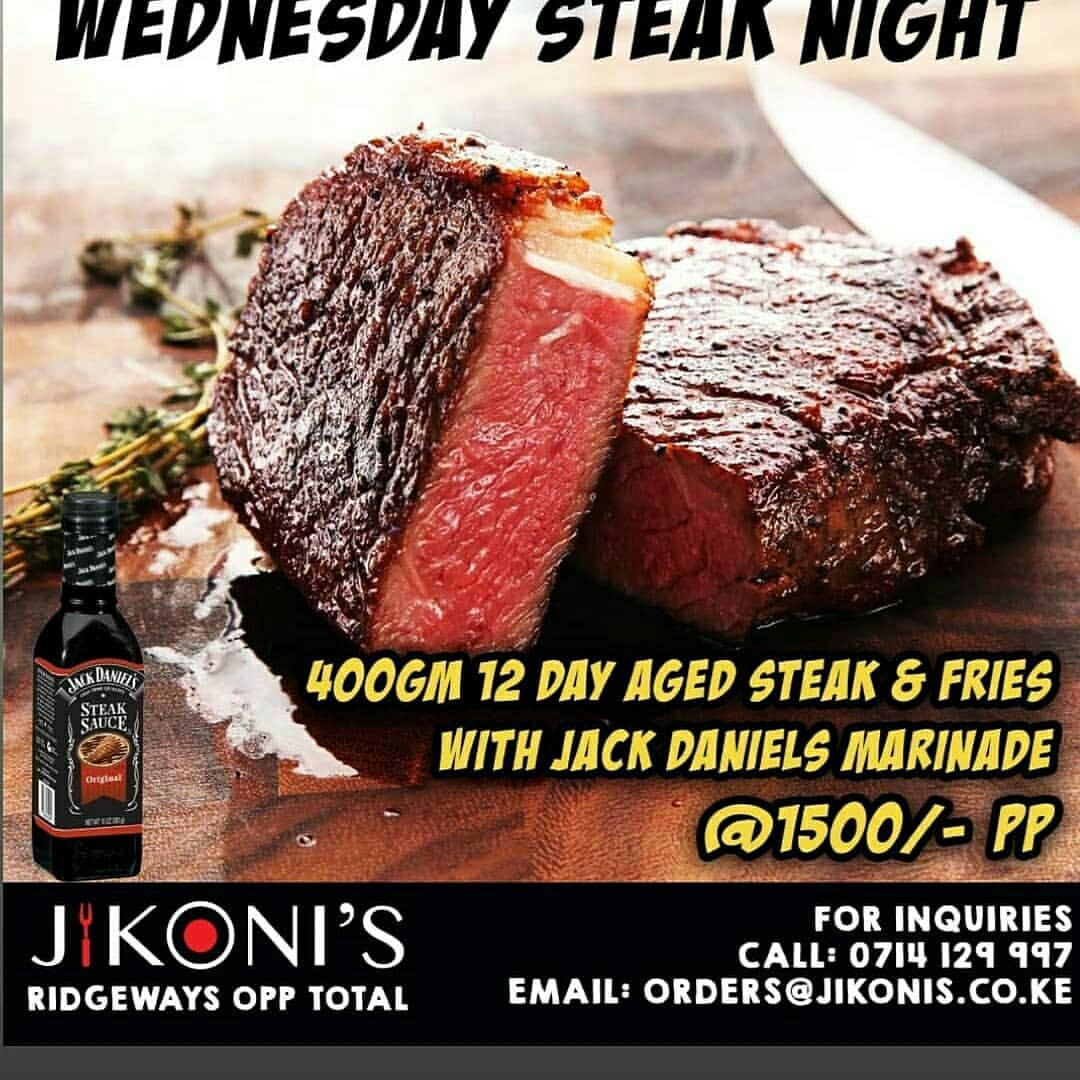 WEDNESDAY STEAK NIGHT
400GM 12 DAY AGED STEAK & FRIES
WITH JACK DANIELS MARINADE
@1500/- PP
JACK DANIEL'S
STEAK
SAUCE
Original
JIKONI'S
RIDGEWAYS OPP TOTAL
FOR INQUIRIES
CALL: 0714 129 997
EMAIL: ORDERS@JIKONIS.CO.KE